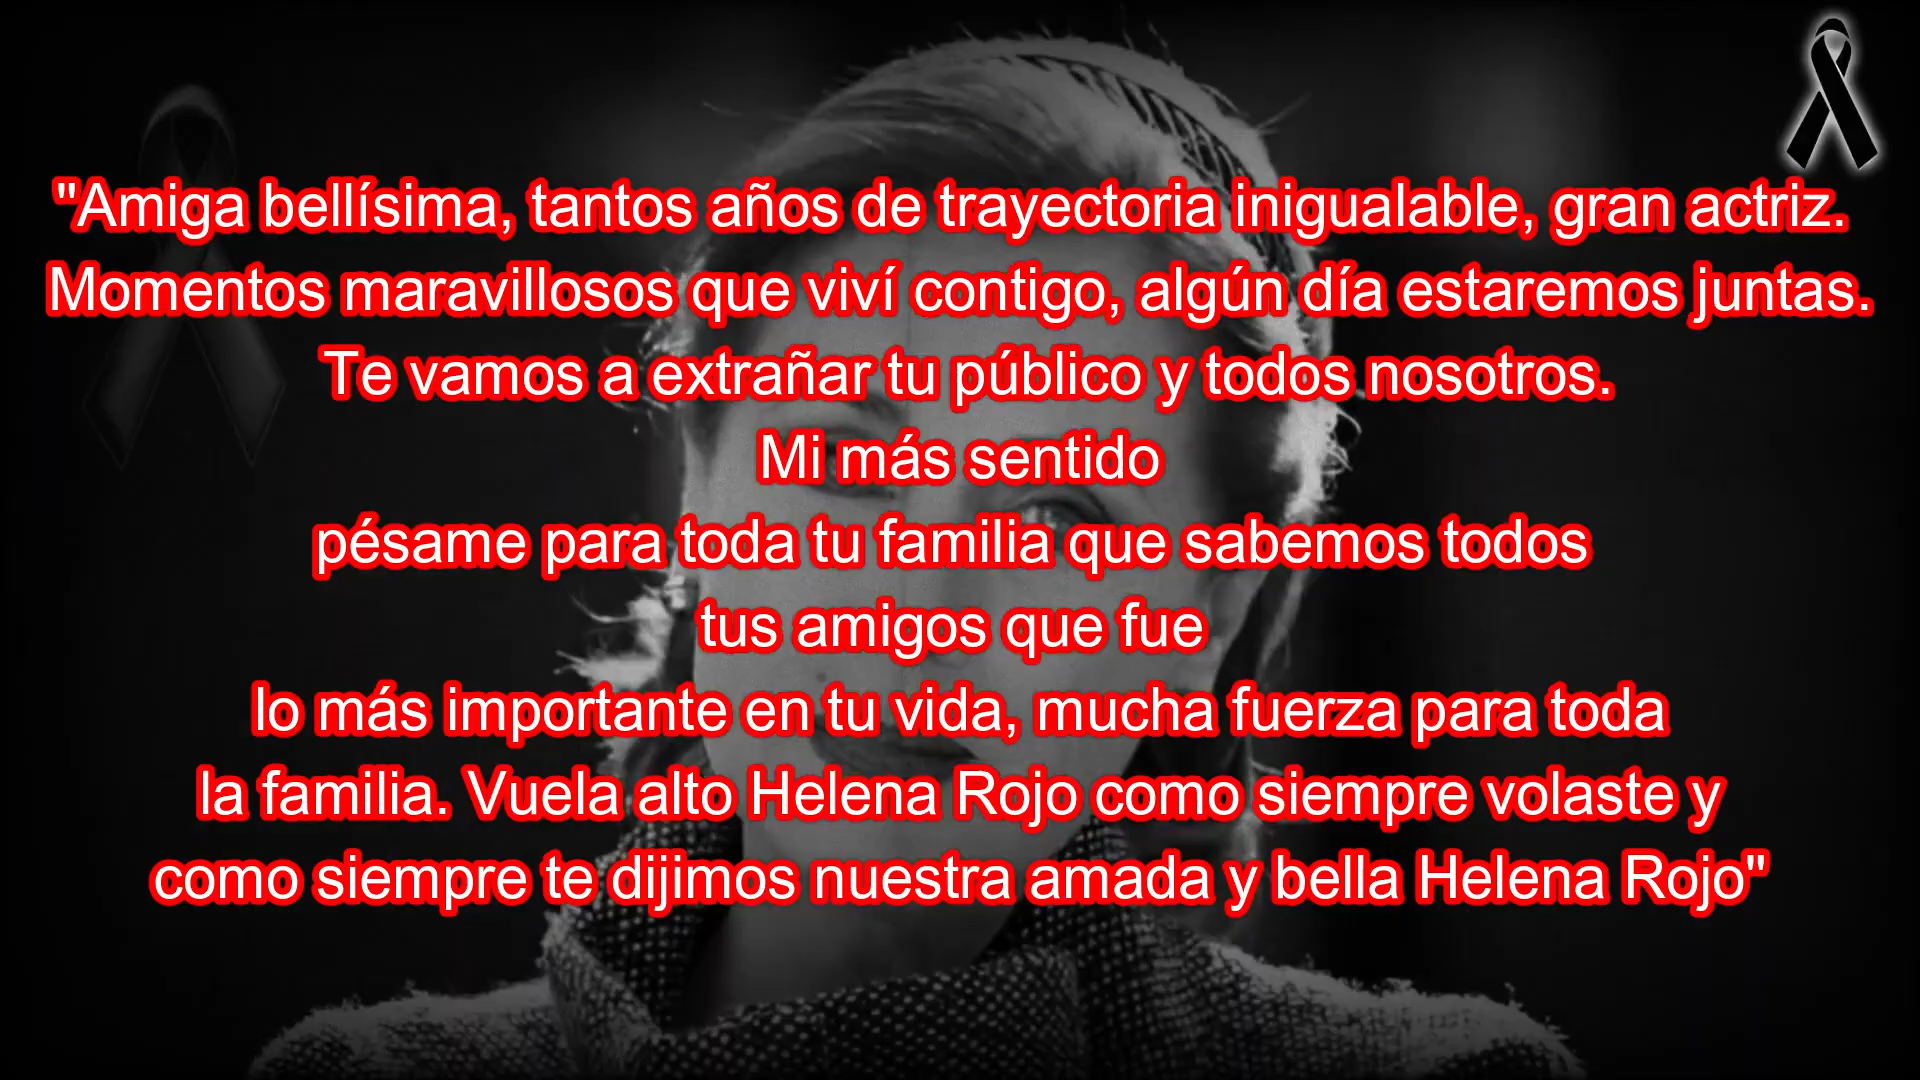 "Amiga bellísima, tantos años de trayectoria inigualable, gran actriz.
Momentos maravillosos que viví contigo, algún día estaremos juntas.
Te vamos a extrañar tu público y todos nosotros.
Mi más sentido
pésame para toda tu familia que sabemos todos
tus amigos que fue
lo más importante en tu vida, mucha fuerza para toda
la familia. Vuela alto Helena Rojo como siempre volaste y
como siempre te dijimos nuestra amada y bella Helena Rojo"